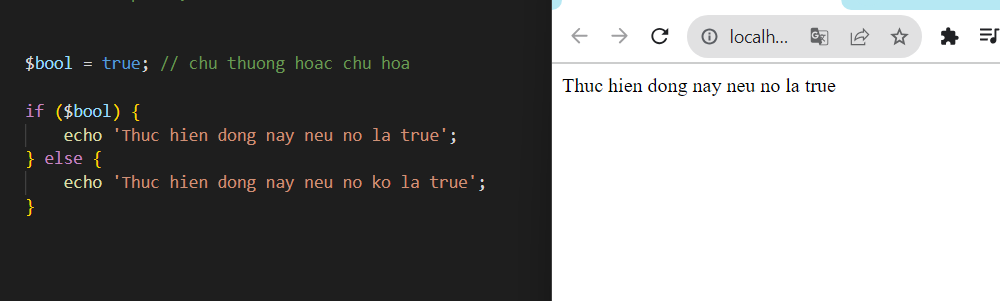 $bool = true; // chu thuong hoac chu hoa
if ($bool) {
echo 'Thuc hien dong nay neu no la true';
} else {
echo 'Thuc hien dong nay neu no ko la true';
}
localh...
Thuc hien dong nay neu no la true